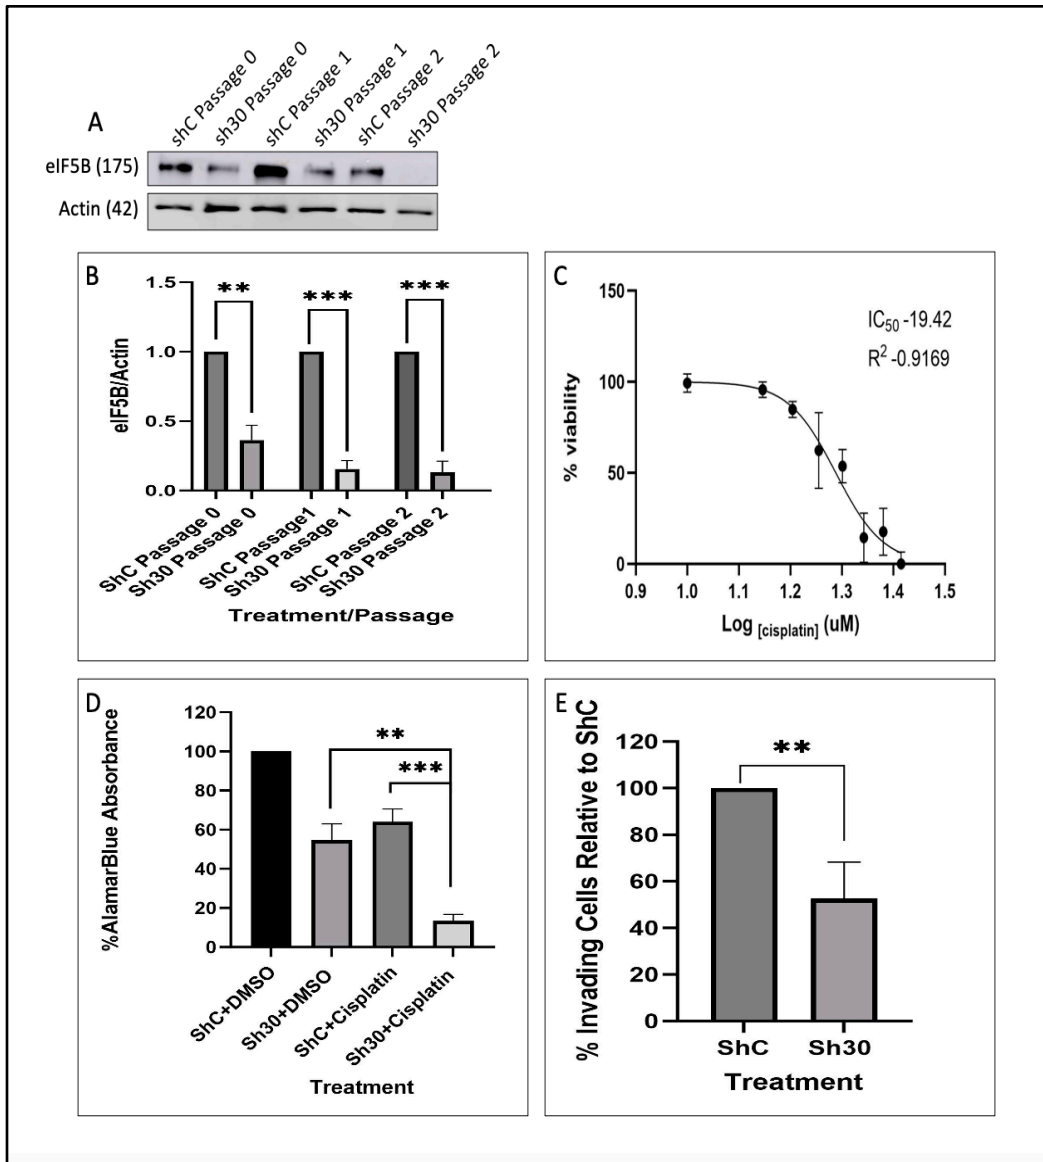 A
shC Passage 0
sh30 Passage 0
shC Passage 1
sh30 Passage 1
shC Passage 2
sh30 Passage 2
eIF5B (175)
Actin (42)
B
eIF5B/Actin
1.5
1.0
0.5
0.0
**
***
***
ShC Passage 0
Sh30 Passage 0
ShC Passage1
Sh30 Passage 1
ShC Passage 2
Sh30 Passage 2
Treatment/Passage
C
% viability
150
100
50
0
IC50 -19.42
R2 -0.9169
0.9 1.0 1.1 1.2 1.3 1.4 1.5
Log [cisplatin] (uM)
D
%AlamarBlue Absorbance
120
100
80
60
40
20
0
**
***
ShC+DMSO
Sh30+DMSO
ShC+Cisplatin
Sh30+Cisplatin
Treatment
E
% Invading Cells Relative to ShC
120
100
80
60
40
20
0
**
ShC Sh30
Treatment